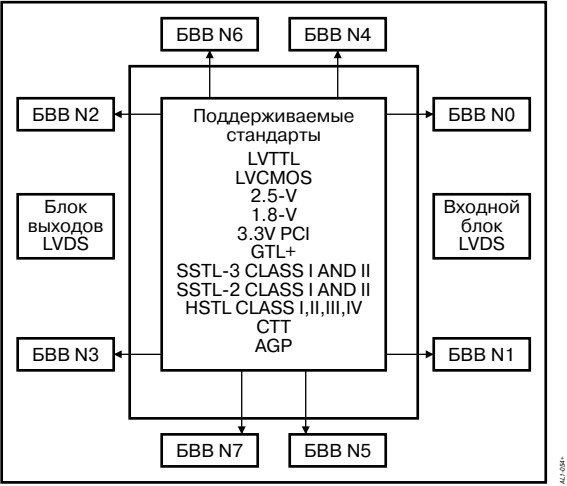 БВВ N6
БВВ N4
БВВ N2
БВВ N0
Поддерживаемые
стандарты
LVTTL
LVCMOS
2.5-V
1.8-V
3.3V PCI
GTL+
SSTL-3 CLASS I AND II
SSTL-2 CLASS I AND II
HSTL CLASS I,II,III,IV
CTT
AGP
Блок
выходов
LVDS
Входной
блок
LVDS
БВВ N3
БВВ N1
БВВ N7
БВВ N5